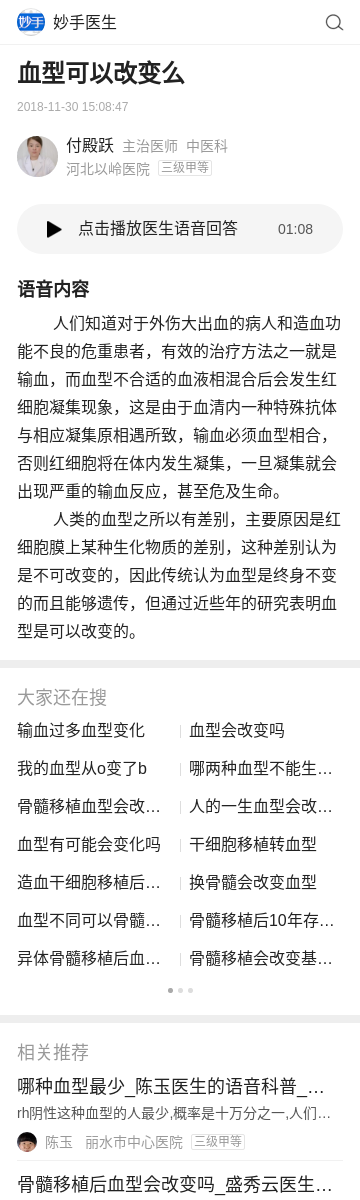 妙手 妙手医生
血型可以改变么
2018-11-30 15:08:47
付殿跃 主治医师 中医科
河北以岭医院 三级甲等
点击播放医生语音回答 01:08
语音内容
人们知道对于外伤大出血的病人和造血功
能不良的危重患者，有效的治疗方法之一就是
输血，而血型不合适的血液相混合后会发生红
细胞凝集现象，这是由于血清内一种特殊抗体
与相应凝集原相遇所致，输血必须血型相合，
否则红细胞将在体内发生凝集，一旦凝集就会
出现严重的输血反应，甚至危及生命。
人类的血型之所以有差别，主要原因是红
细胞膜上某种生化物质的差别，这种差别认为
是不可改变的，因此传统认为血型是终身不变
的而且能够遗传，但通过近些年的研究表明血
型是可以改变的。
大家还在搜
输血过多血型变化 血型会改变吗
我的血型从o变了b 哪两种血型不能生…
骨髓移植血型会改… 人的一生血型会改…
血型有可能会变化吗 干细胞移植转血型
造血干细胞移植后… 换骨髓会改变血型
血型不同可以骨髓… 骨髓移植后10年存…
异体骨髓移植后血… 骨髓移植会改变基…
相关推荐
哪种血型最少_陈玉医生的语音科普_…
rh阴性这种血型的人最少,概率是十万分之一,人们…
陈玉 丽水市中心医院 三级甲等
骨髓移植后血型会改变吗_盛秀云医生…